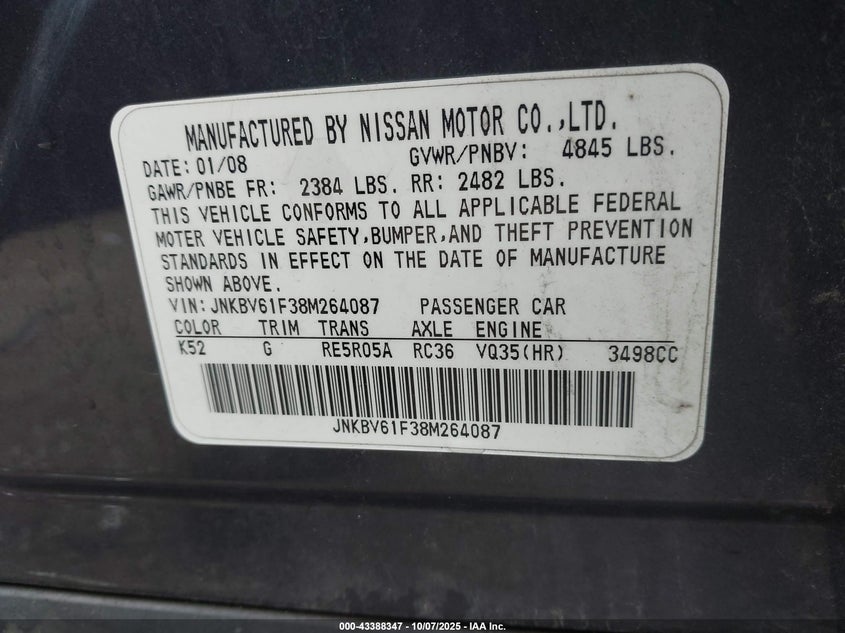 MANUFACTURED BY NISSAN MOTOR CO.,LTD.
DATE: 01/08 GVWR/PNBV: 4845 LBS.
GAWR/PNBE FR: 2384 LBS. RR: 2482 LBS.
THIS VEHICLE CONFORMS TO ALL APPLICABLE FEDERAL
MOTER VEHICLE SAFETY,BUMPER,AND THEFT PREVENTION
STANDARDS IN EFFECT ON THE DATE OF MANUFACTURE
SHOWN ABOVE.
VIN: JNKBV61F38M264087 PASSENGER CAR
COLOR TRIM TRANS AXLE ENGINE
K52 G RE5R05A RC36 VQ35(HR) 3498CC
JNKBV61F38M264087
000-43388347 | 10/07/2025 - IAA Inc.